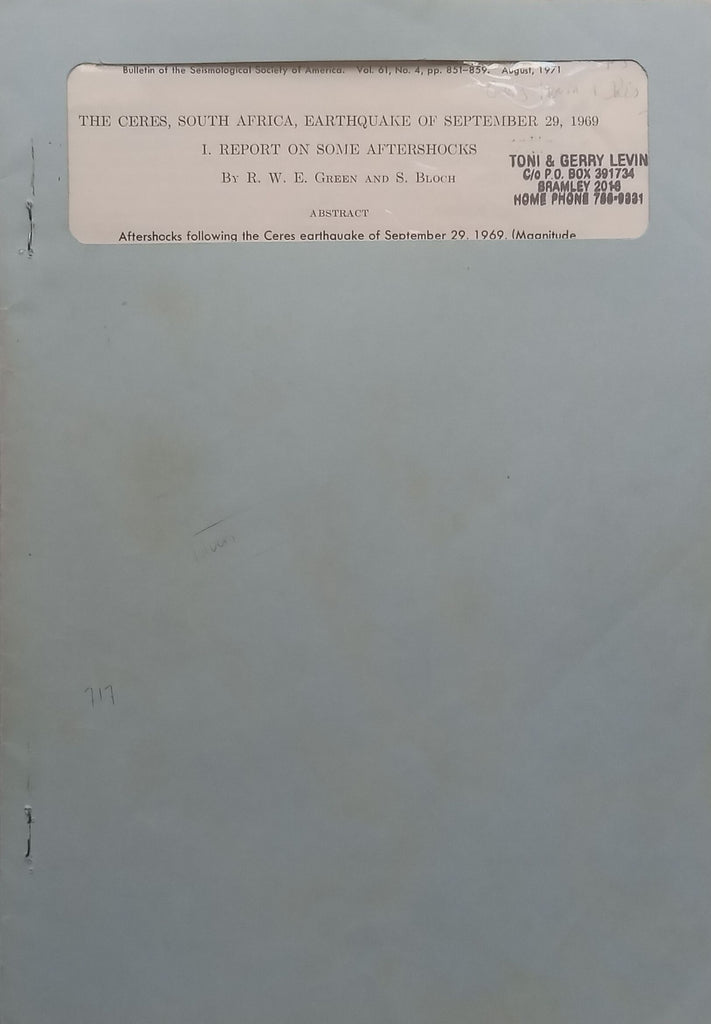 Bulletin of the Seismological Society of America. Vol. 61, No. 4, pp. 851-859. August, 1971
THE CERES, SOUTH AFRICA, EARTHQUAKE OF SEPTEMBER 29, 1969
I. REPORT ON SOME AFTERSHOCKS
BY R. W. E. GREEN AND S. BLOCH
TONI & GERRY LEVIN
C/o P.O. BOX 391734
BRAMLEY 2018
HOME PHONE 786-9831
ABSTRACT
Aftershocks following the Ceres earthquake of September 29, 1969, (Magnitude
717